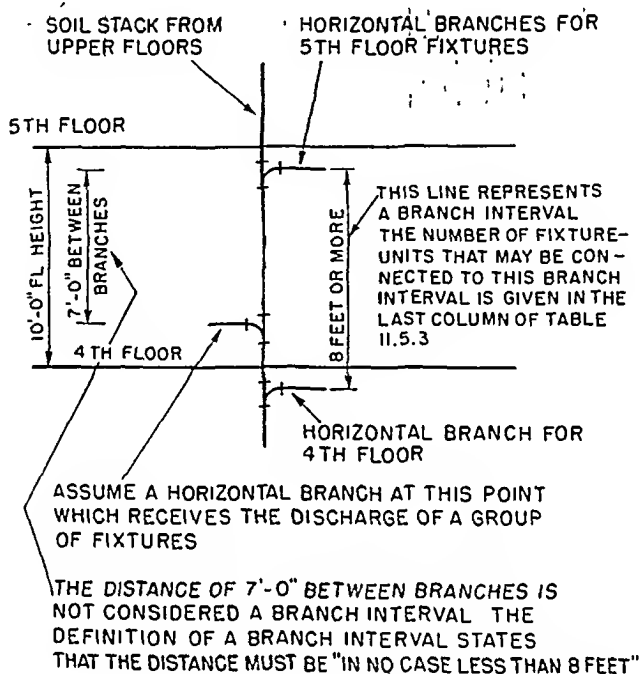 SOIL STACK FROM
UPPER FLOORS
HORIZONTAL BRANCHES FOR
5TH FLOOR FIXTURES
5TH FLOOR
10'-0" FL HEIGHT
7'-0" BETWEEN
BRANCHES
8 FEET OR MORE
THIS LINE REPRESENTS
A BRANCH INTERVAL
THE NUMBER OF FIXTURE-
UNITS THAT MAY BE CON-
NECTED TO THIS BRANCH
INTERVAL IS GIVEN IN THE
LAST COLUMN OF TABLE
11.5.3
4TH FLOOR
HORIZONTAL BRANCH FOR
4TH FLOOR
ASSUME A HORIZONTAL BRANCH AT THIS POINT
WHICH RECEIVES THE DISCHARGE OF A GROUP
OF FIXTURES
THE DISTANCE OF 7'-0" BETWEEN BRANCHES IS
NOT CONSIDERED A BRANCH INTERVAL THE
DEFINITION OF A BRANCH INTERVAL STATES
THAT THE DISTANCE MUST BE "IN NO CASE LESS THAN 8 FEET"